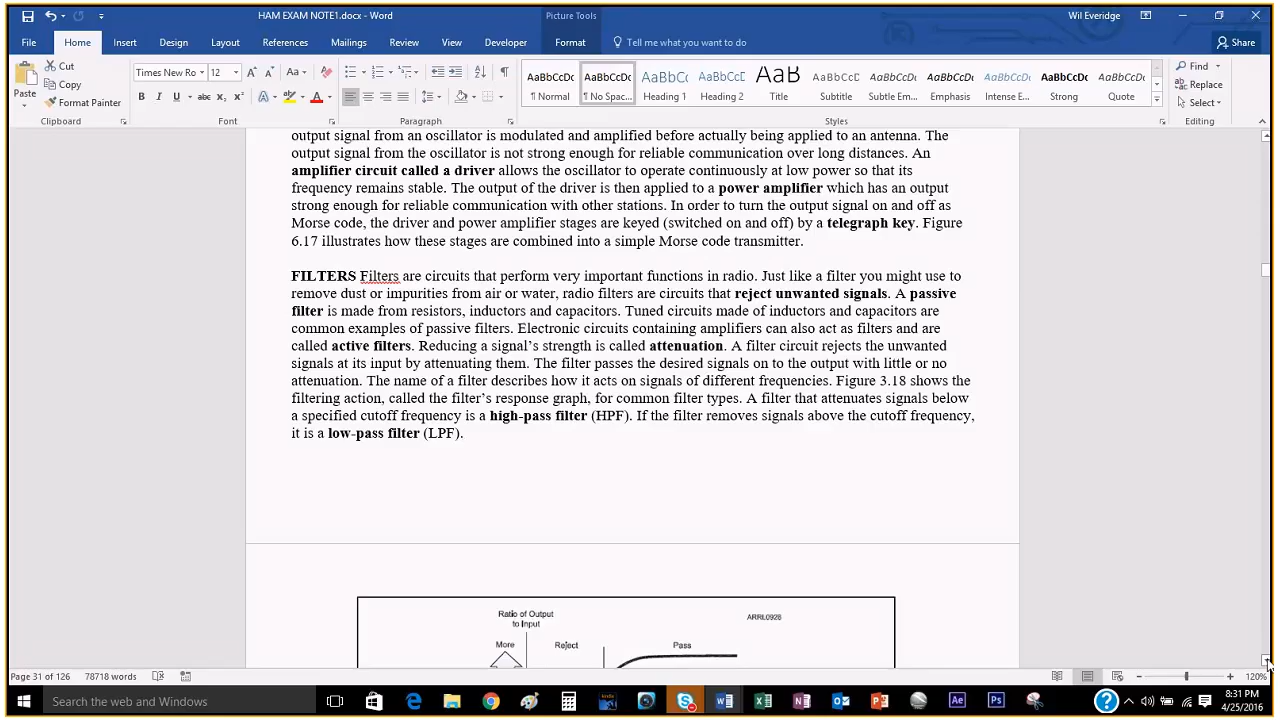 HAM EXAM NOTE1.docx - Word
Picture Tools
Wil Everidge
File Home Insert Design Layout References Mailings Review View Developer Format Tell me what you want to do Share
Paste
Cut
Copy
Format Painter
Clipboard
Times New Ro 12
Aa
B I U abc x₂ x² A A
Font
Paragraph
AaBbCcDc AaBbCcDc AaBbCc AaBbCcC AaB AaBbCcD AaBbCcDc AaBbCcDc AaBbCcDc AaBbCcDc AaBbCcDc
¶ Normal ¶ No Spac... Heading 1 Heading 2 Title Subtitle Subtle Em... Emphasis Intense E... Strong Quote
Styles
Find
Replace
Select
Editing
output signal from an oscillator is modulated and amplified before actually being applied to an antenna. The
output signal from the oscillator is not strong enough for reliable communication over long distances. An
amplifier circuit called a driver allows the oscillator to operate continuously at low power so that its
frequency remains stable. The output of the driver is then applied to a power amplifier which has an output
strong enough for reliable communication with other stations. In order to turn the output signal on and off as
Morse code, the driver and power amplifier stages are keyed (switched on and off) by a telegraph key. Figure
6.17 illustrates how these stages are combined into a simple Morse code transmitter.
FILTERS Filters are circuits that perform very important functions in radio. Just like a filter you might use to
remove dust or impurities from air or water, radio filters are circuits that reject unwanted signals. A passive
filter is made from resistors, inductors and capacitors. Tuned circuits made of inductors and capacitors are
common examples of passive filters. Electronic circuits containing amplifiers can also act as filters and are
called active filters. Reducing a signal's strength is called attenuation. A filter circuit rejects the unwanted
signals at its input by attenuating them. The filter passes the desired signals on to the output with little or no
attenuation. The name of a filter describes how it acts on signals of different frequencies. Figure 3.18 shows the
filtering action, called the filter's response graph, for common filter types. A filter that attenuates signals below
a specified cutoff frequency is a high-pass filter (HPF). If the filter removes signals above the cutoff frequency,
it is a low-pass filter (LPF).
Ratio of Output
to Input
ARRL0926
More Reject Pass
Page 31 of 126 78718 words
120%
Search the web and Windows
8:31 PM
4/25/2016